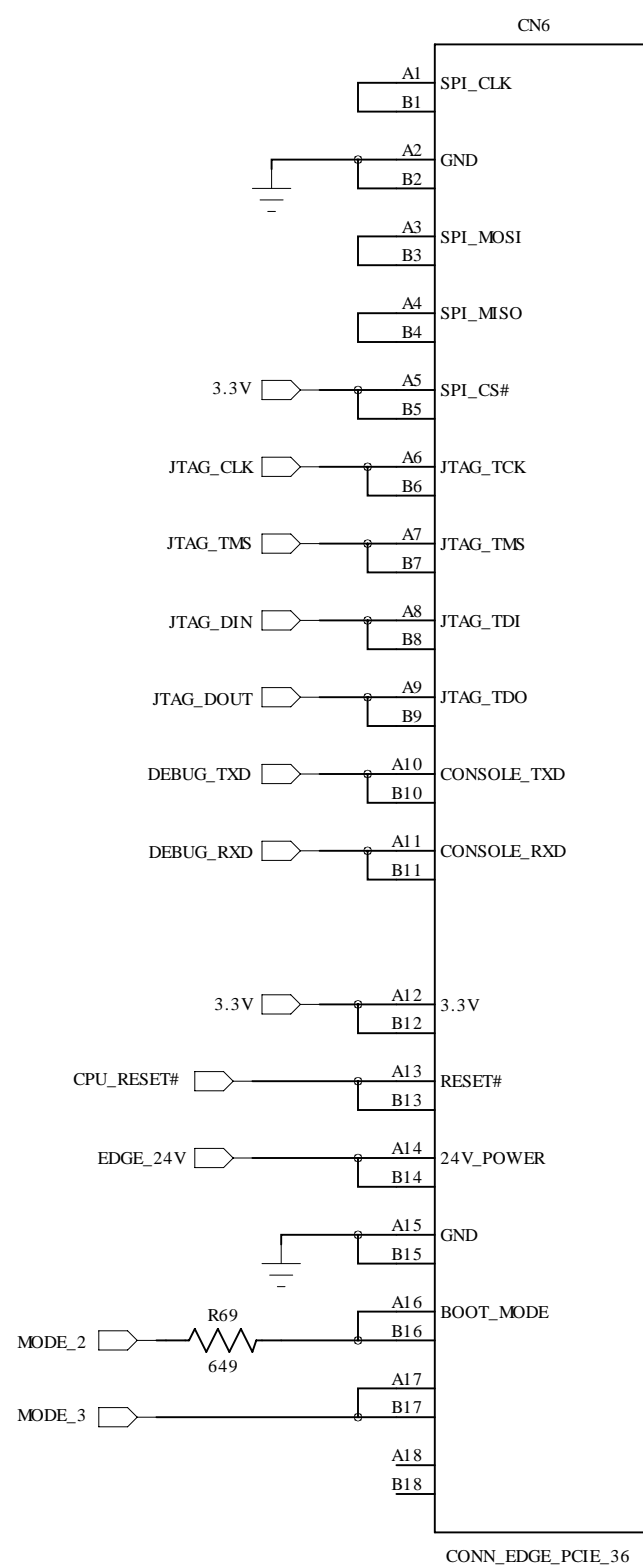 CN6
A1 SPI_CLK
B1
A2 GND
B2
A3 SPI_MOSI
B3
A4 SPI_MISO
B4
3.3V A5 SPI_CS#
B5
JTAG_CLK A6 JTAG_TCK
B6
JTAG_TMS A7 JTAG_TMS
B7
JTAG_DIN A8 JTAG_TDI
B8
JTAG_DOUT A9 JTAG_TDO
B9
DEBUG_TXD A10 CONSOLE_TXD
B10
DEBUG_RXD A11 CONSOLE_RXD
B11
3.3V A12 3.3V
B12
CPU_RESET# A13 RESET#
B13
EDGE_24V A14 24V_POWER
B14
A15 GND
B15
R69 A16 BOOT_MODE
MODE_2 B16
649
A17
MODE_3 B17
A18
B18
CONN_EDGE_PCIE_36